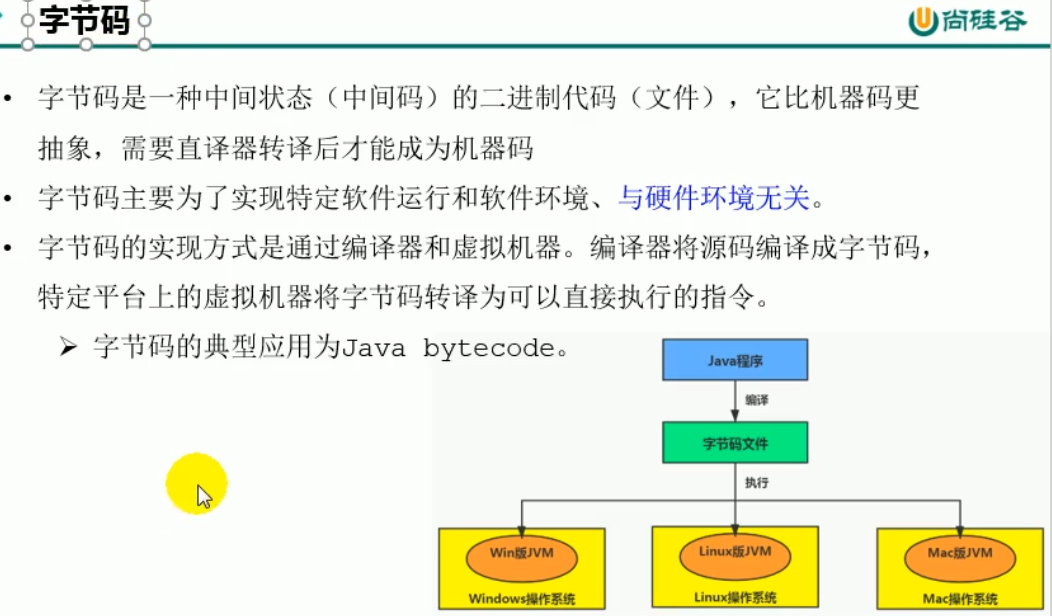 字节码
尚硅谷
• 字节码是一种中间状态（中间码）的二进制代码（文件），它比机器码更
抽象，需要直译器转译后才能成为机器码
• 字节码主要为了实现特定软件运行和软件环境、与硬件环境无关。
• 字节码的实现方式是通过编译器和虚拟机器。编译器将源码编译成字节码，
特定平台上的虚拟机器将字节码转译为可以直接执行的指令。
➢ 字节码的典型应用为Java bytecode。
Java程序
编译
字节码文件
执行
Win版JVM
Linux版JVM
Mac版JVM
Windows操作系统
Linux操作系统
Mac操作系统